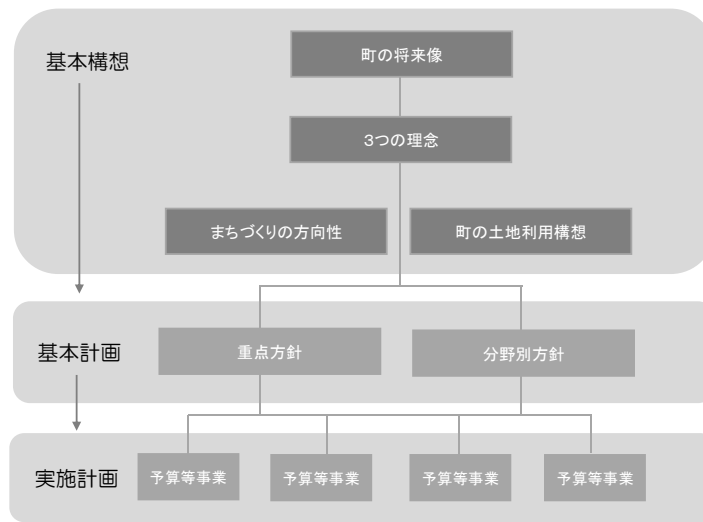 基本構想
町の将来像
3つの理念
まちづくりの方向性
町の土地利用構想
基本計画
重点方針
分野別方針
実施計画
予算等事業
予算等事業
予算等事業
予算等事業